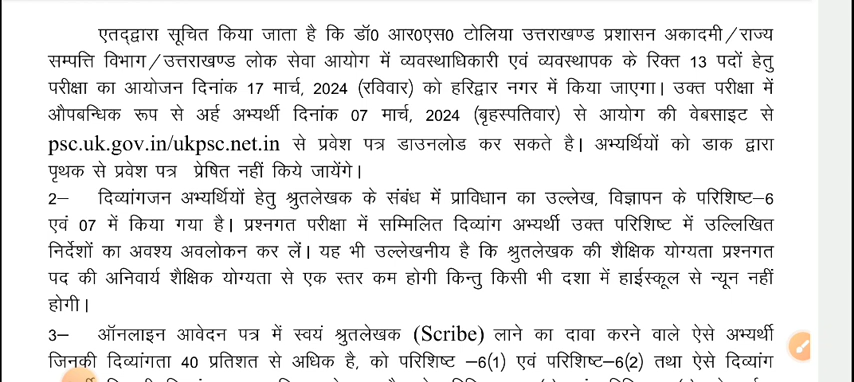 एतद्द्वारा सूचित किया जाता है कि डॉ0 आर0एस0 टोलिया उत्तराखण्ड प्रशासन अकादमी/राज्य
सम्पत्ति विभाग/उत्तराखण्ड लोक सेवा आयोग में व्यवस्थाधिकारी एवं व्यवस्थापक के रिक्त 13 पदों हेतु
परीक्षा का आयोजन दिनांक 17 मार्च, 2024 (रविवार) को हरिद्वार नगर में किया जाएगा। उक्त परीक्षा में
औपबन्धिक रूप से अर्ह अभ्यर्थी दिनांक 07 मार्च, 2024 (बृहस्पतिवार) से आयोग की वेबसाइट से
psc.uk.gov.in/ukpsc.net.in से प्रवेश पत्र डाउनलोड कर सकते है। अभ्यर्थियों को डाक द्वारा
पृथक से प्रवेश पत्र प्रेषित नहीं किये जायेंगे।
2— दिव्यांगजन अभ्यर्थियों हेतु श्रुतलेखक के संबंध में प्राविधान का उल्लेख, विज्ञापन के परिशिष्ट–6
एवं 07 में किया गया है। प्रश्नगत परीक्षा में सम्मिलित दिव्यांग अभ्यर्थी उक्त परिशिष्ट में उल्लिखित
निर्देशों का अवश्य अवलोकन कर लें। यह भी उल्लेखनीय है कि श्रुतलेखक की शैक्षिक योग्यता प्रश्नगत
पद की अनिवार्य शैक्षिक योग्यता से एक स्तर कम होगी किन्तु किसी भी दशा में हाईस्कूल से न्यून नहीं
होगी।
3— ऑनलाइन आवेदन पत्र में स्वयं श्रुतलेखक (Scribe) लाने का दावा करने वाले ऐसे अभ्यर्थी
जिनकी दिव्यांगता 40 प्रतिशत से अधिक है, को परिशिष्ट –6(1) एवं परिशिष्ट–6(2) तथा ऐसे दिव्यांग